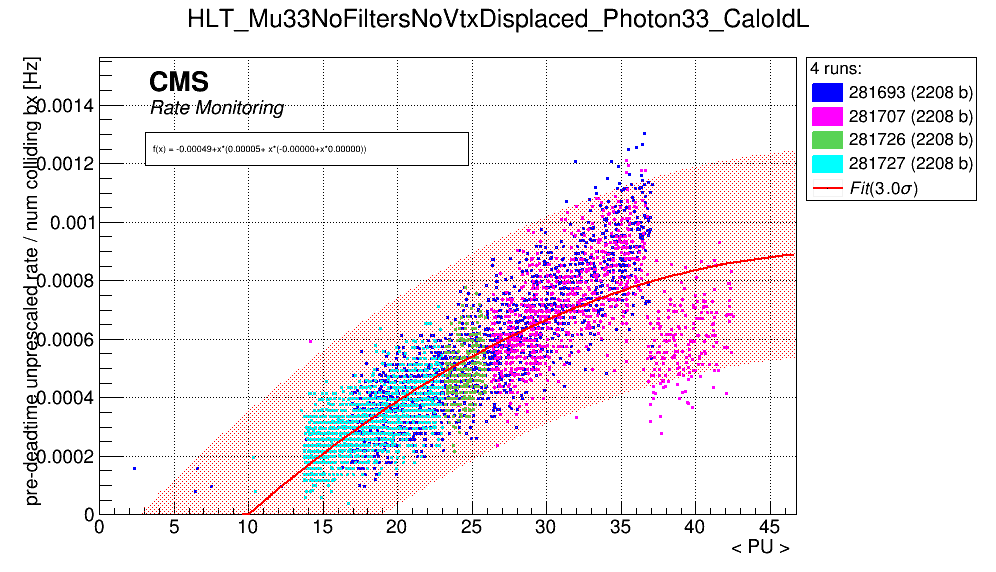 HLT_Mu33NoFiltersNoVtxDisplaced_Photon33_CaloIdL
pre-deadtime unprescaled rate / num colliding bx [Hz]
CMS
Rate Monitoring
f(x) = -0.00049+x*(0.00005+ x*(-0.00000+x*0.00000))
0.0014
0.0012
0.001
0.0008
0.0006
0.0004
0.0002
0
0 5 10 15 20 25 30 35 40 45
< PU >
4 runs:
281693 (2208 b)
281707 (2208 b)
281726 (2208 b)
281727 (2208 b)
Fit(3.0σ)